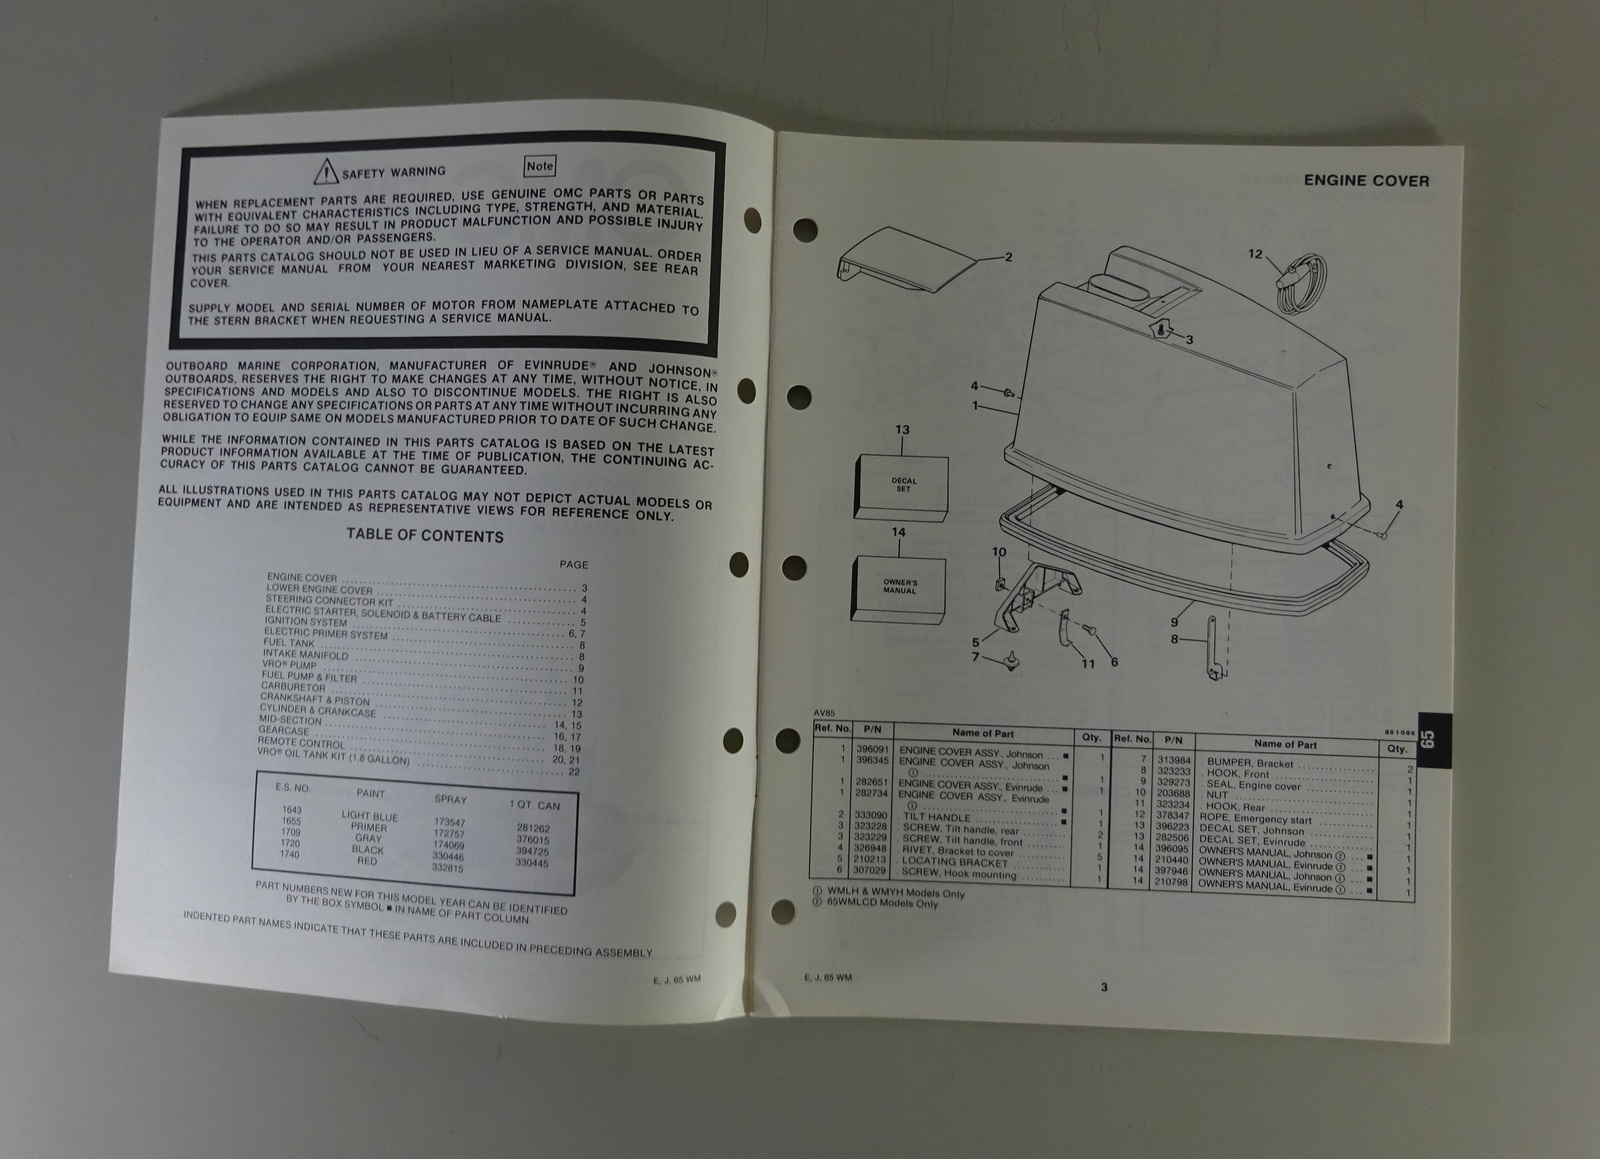 SAFETY WARNING
Note
WHEN REPLACEMENT PARTS ARE REQUIRED, USE GENUINE OMC PARTS OR PARTS
WITH EQUIVALENT CHARACTERISTICS INCLUDING TYPE, STRENGTH, AND MATERIAL.
FAILURE TO DO SO MAY RESULT IN PRODUCT MALFUNCTION AND POSSIBLE INJURY
TO THE OPERATOR AND/OR PASSENGERS.
THIS PARTS CATALOG SHOULD NOT BE USED IN LIEU OF A SERVICE MANUAL. ORDER
YOUR SERVICE MANUAL FROM YOUR NEAREST MARKETING DIVISION, SEE REAR
COVER.
SUPPLY MODEL AND SERIAL NUMBER OF MOTOR FROM NAMEPLATE ATTACHED TO
THE STERN BRACKET WHEN REQUESTING A SERVICE MANUAL.
OUTBOARD MARINE CORPORATION, MANUFACTURER OF EVINRUDE® AND JOHNSON®
OUTBOARDS, RESERVES THE RIGHT TO MAKE CHANGES AT ANY TIME, WITHOUT NOTICE, IN
SPECIFICATIONS AND MODELS AND ALSO TO DISCONTINUE MODELS. THE RIGHT IS ALSO
RESERVED TO CHANGE ANY SPECIFICATIONS OR PARTS AT ANY TIME WITHOUT INCURRING ANY
OBLIGATION TO EQUIP SAME ON MODELS MANUFACTURED PRIOR TO DATE OF SUCH CHANGE.
WHILE THE INFORMATION CONTAINED IN THIS PARTS CATALOG IS BASED ON THE LATEST
PRODUCT INFORMATION AVAILABLE AT THE TIME OF PUBLICATION, THE CONTINUING AC-
CURACY OF THIS PARTS CATALOG CANNOT BE GUARANTEED.
ALL ILLUSTRATIONS USED IN THIS PARTS CATALOG MAY NOT DEPICT ACTUAL MODELS OR
EQUIPMENT AND ARE INTENDED AS REPRESENTATIVE VIEWS FOR REFERENCE ONLY.
TABLE OF CONTENTS
PAGE
ENGINE COVER 3
LOWER ENGINE COVER 4
STEERING CONNECTOR KIT 4
ELECTRIC STARTER, SOLENOID & BATTERY CABLE 5
IGNITION SYSTEM 6, 7
ELECTRIC PRIMER SYSTEM 8
FUEL TANK 8
INTAKE MANIFOLD 9
VRO® PUMP 10
FUEL PUMP & FILTER 11
CARBURETOR 12
CRANKSHAFT & PISTON 13
CYLINDER & CRANKCASE 14, 15
MID-SECTION 16, 17
GEARCASE 18, 19
REMOTE CONTROL 20, 21
VRO® OIL TANK KIT (1.8 GALLON) 22
E.S. NO. PAINT SPRAY 1 QT. CAN
1643 LIGHT BLUE 173547 281262
1655 PRIMER 172757 376015
1709 GRAY 174069 394725
1720 BLACK 330446 330445
1740 RED 332815
PART NUMBERS NEW FOR THIS MODEL YEAR CAN BE IDENTIFIED
BY THE BOX SYMBOL ■ IN NAME OF PART COLUMN.
INDENTED PART NAMES INDICATE THAT THESE PARTS ARE INCLUDED IN PRECEDING ASSEMBLY
E, J, 65 WM
ENGINE COVER
2
12
3
4
1
13
DECAL
SET
4
14
OWNER'S
MANUAL
10
9
5
8
7
11
6
AV85
861066
65
Ref. No. P/N Name of Part Qty.
1 396091 ENGINE COVER ASSY., Johnson ... ■ 1
1 396345 ENGINE COVER ASSY., Johnson
① ■ 1
1 282651 ENGINE COVER ASSY., Evinrude ... ■ 1
1 282734 ENGINE COVER ASSY., Evinrude
① ■ 1
2 333090 . TILT HANDLE ■ 1
3 323228 . SCREW, Tilt handle, rear 2
3 323229 . SCREW, Tilt handle, front 1
4 326948 . RIVET, Bracket to cover 5
5 210213 . LOCATING BRACKET 1
6 307029 . SCREW, Hook mounting 1
Ref. No. P/N Name of Part Qty.
7 313984 . BUMPER, Bracket 2
8 323233 . HOOK, Front 1
9 329273 . SEAL, Engine cover 1
10 203688 . NUT 1
11 323234 . HOOK, Rear 1
12 378347 ROPE, Emergency start 1
13 396223 DECAL SET, Johnson 1
13 282506 DECAL SET, Evinrude 1
14 396095 OWNER'S MANUAL, Johnson ② ... ■ 1
14 210440 OWNER'S MANUAL, Evinrude ② ... ■ 1
14 397946 OWNER'S MANUAL, Johnson ① ... ■ 1
14 210798 OWNER'S MANUAL, Evinrude ① ... ■ 1
① WMLH & WMYH Models Only
② 65WMLCD Models Only
E, J, 65 WM
3